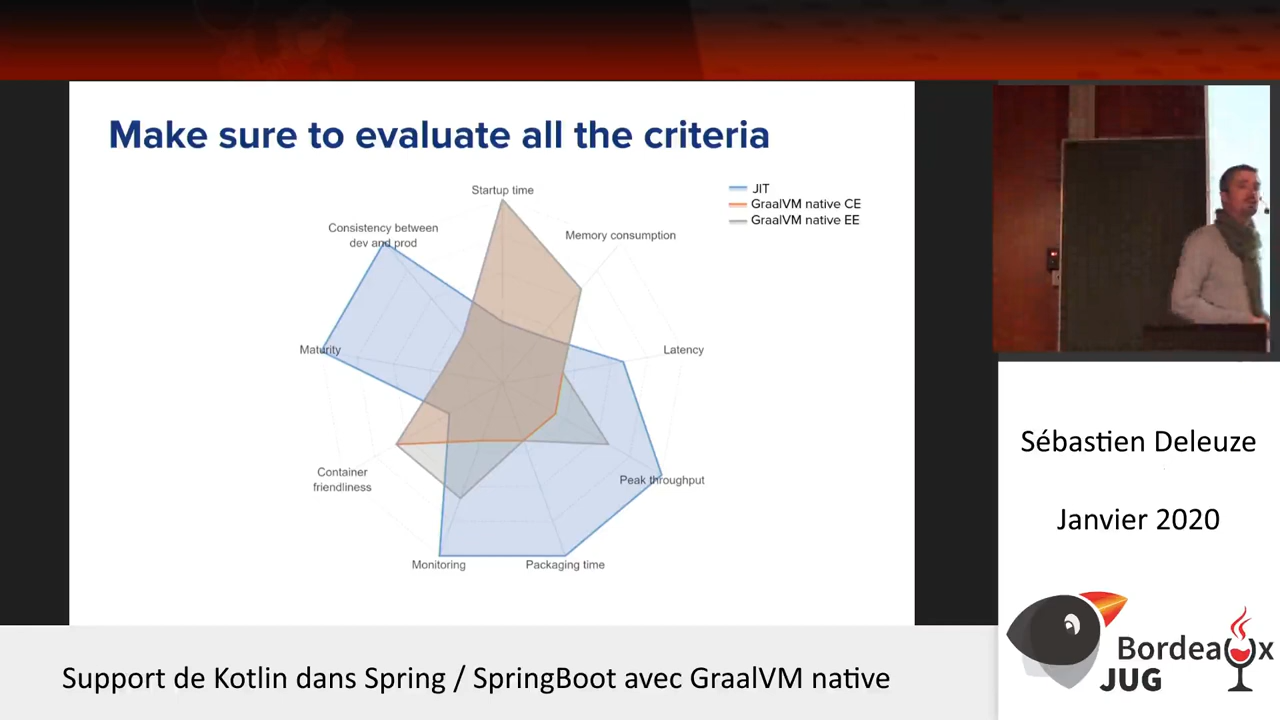 Make sure to evaluate all the criteria
Startup time
JIT
GraalVM native CE
GraalVM native EE
Consistency between
dev and prod
Memory consumption
Maturity
Latency
Container
friendliness
Peak throughput
Monitoring
Packaging time
Sébastien Deleuze
Janvier 2020
Bordeaux
JUG
Support de Kotlin dans Spring / SpringBoot avec GraalVM native